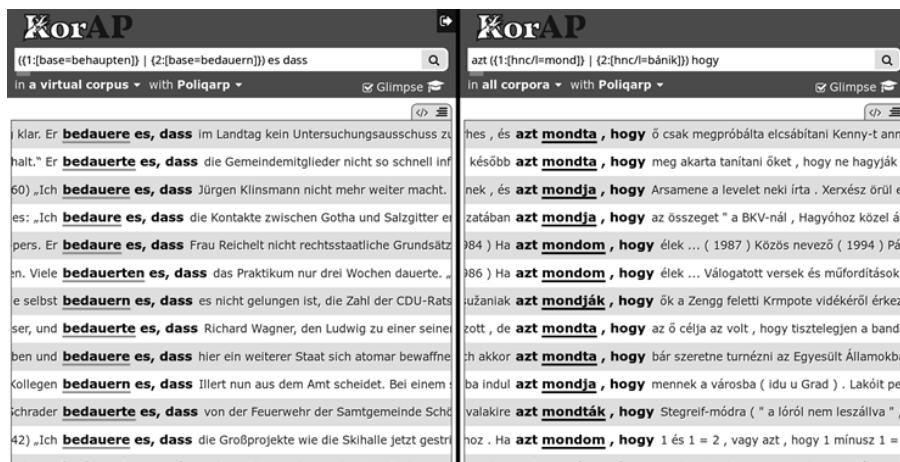 KorAP
({1:[base=behaupten]} | {2:[base=bedauern]}) es dass
in a virtual corpus with Poliqarp Glimpse
klar. Er bedauere es, dass im Landtag kein Untersuchungsausschuss zu
halt.“ Er bedauerte es, dass die Gemeindemitglieder nicht so schnell inf
60) „Ich bedauere es, dass Jürgen Klinsmann nicht mehr weiter macht.
es: „Ich bedaure es, dass die Kontakte zwischen Gotha und Salzgitter e
pers. Er bedaure es, dass Frau Reichelt nicht rechtsstaatliche Grundsätz
en. Viele bedauerten es, dass das Praktikum nur drei Wochen dauerte. „
e selbst bedauern es, dass es nicht gelungen ist, die Zahl der CDU-Rats
ser, und bedauerte es, dass Richard Wagner, den Ludwig zu einer seine
ben und bedauere es, dass hier ein weiterer Staat sich atomar bewaffne
Kollegen bedauern es, dass Illert nun aus dem Amt scheidet. Bei einem
Schrader bedauerte es, dass von der Feuerwehr der Samtgemeinde Schö
42) „Ich bedauere es, dass die Großprojekte wie die Skihalle jetzt gestri
KorAP
azt ({1:[hnc/l=mond]} | {2:[hnc/l=bánik]}) hogy
in all corpora with Poliqarp Glimpse
hes , és azt mondta , hogy ő csak megpróbálta elcsábítani Kenny-t ann
később azt mondta , hogy meg akarta tanítani őket , hogy ne hagyják
nek , és azt mondja , hogy Arsamene a levelet neki írta . Xerxész örül e
zatában azt mondja , hogy az összeget " a BKV-nál , Hagyóhoz közel á
984 ) Ha azt mondom , hogy élek ... ( 1987 ) Közös nevező ( 1994 ) Pá
986 ) Ha azt mondom , hogy élek ... Válogatott versek és műfordítások
sužaniak azt mondják , hogy ők a Zengg feletti Krmpote vidékéről érkez
zott , de azt mondta , hogy az ő célja az volt , hogy tisztelegjen a band
ch akkor azt mondta , hogy bár szeretne turnézni az Egyesült Államokb
ba indul azt mondja , hogy mennek a városba ( idu u Grad ) . Lakóit pe
valakire azt mondták , hogy Stegreif-módra ( " a lóról nem leszállva " ,
hoz . Ha azt mondom , hogy 1 és 1 = 2 , vagy azt , hogy 1 mínusz 1 =